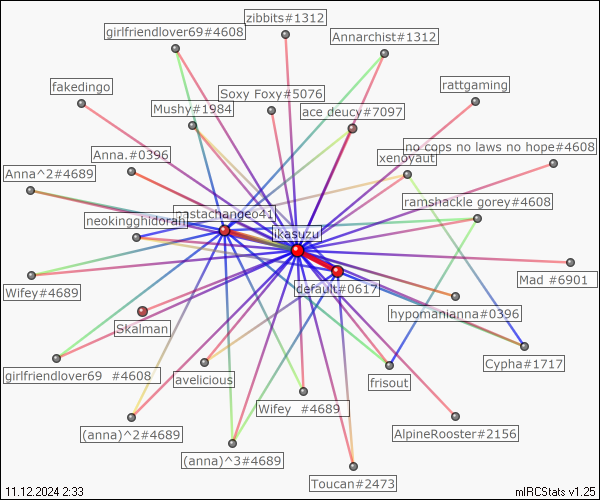 zibbits#1312
girlfriendlover69#4608
Annarchist#1312
fakedingo
rattgaming
Soxy Foxy#5076
Mushy#1984
ace deucy#7097
no cops no laws no hope#4608
Anna.#0396
xenoyaut
Anna^2#4689
ramshackle gorey#4608
pastachangeo41
neokingghidorah
ikasuzu
Mad #6901
default#0617
Wifey#4689
hypomanianna#0396
Skalman
Cypha#1717
girlfriendlover69 #4608
avelicious
frisout
Wifey #4689
(anna)^2#4689
AlpineRooster#2156
(anna)^3#4689
Toucan#2473
11.12.2024 2:33
mIRCStats v1.25